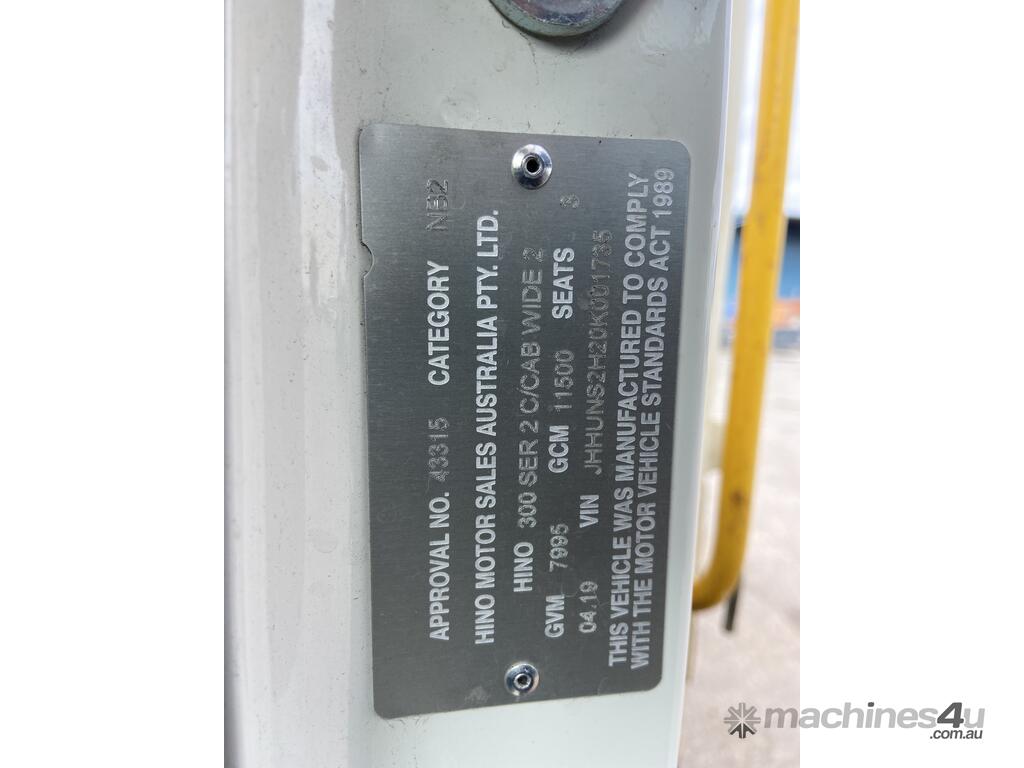 APPROVAL NO. 43315 CATEGORY NB2
HINO MOTOR SALES AUSTRALIA PTY. LTD.
HINO 300 SER 2 C/CAB WIDE 2
GVM 7995 GCM 11500 SEATS 3
04.19 VIN JHHUNS2H20K001735
THIS VEHICLE WAS MANUFACTURED TO COMPLY
WITH THE MOTOR VEHICLE STANDARDS ACT 1989
machines4u
.com.au